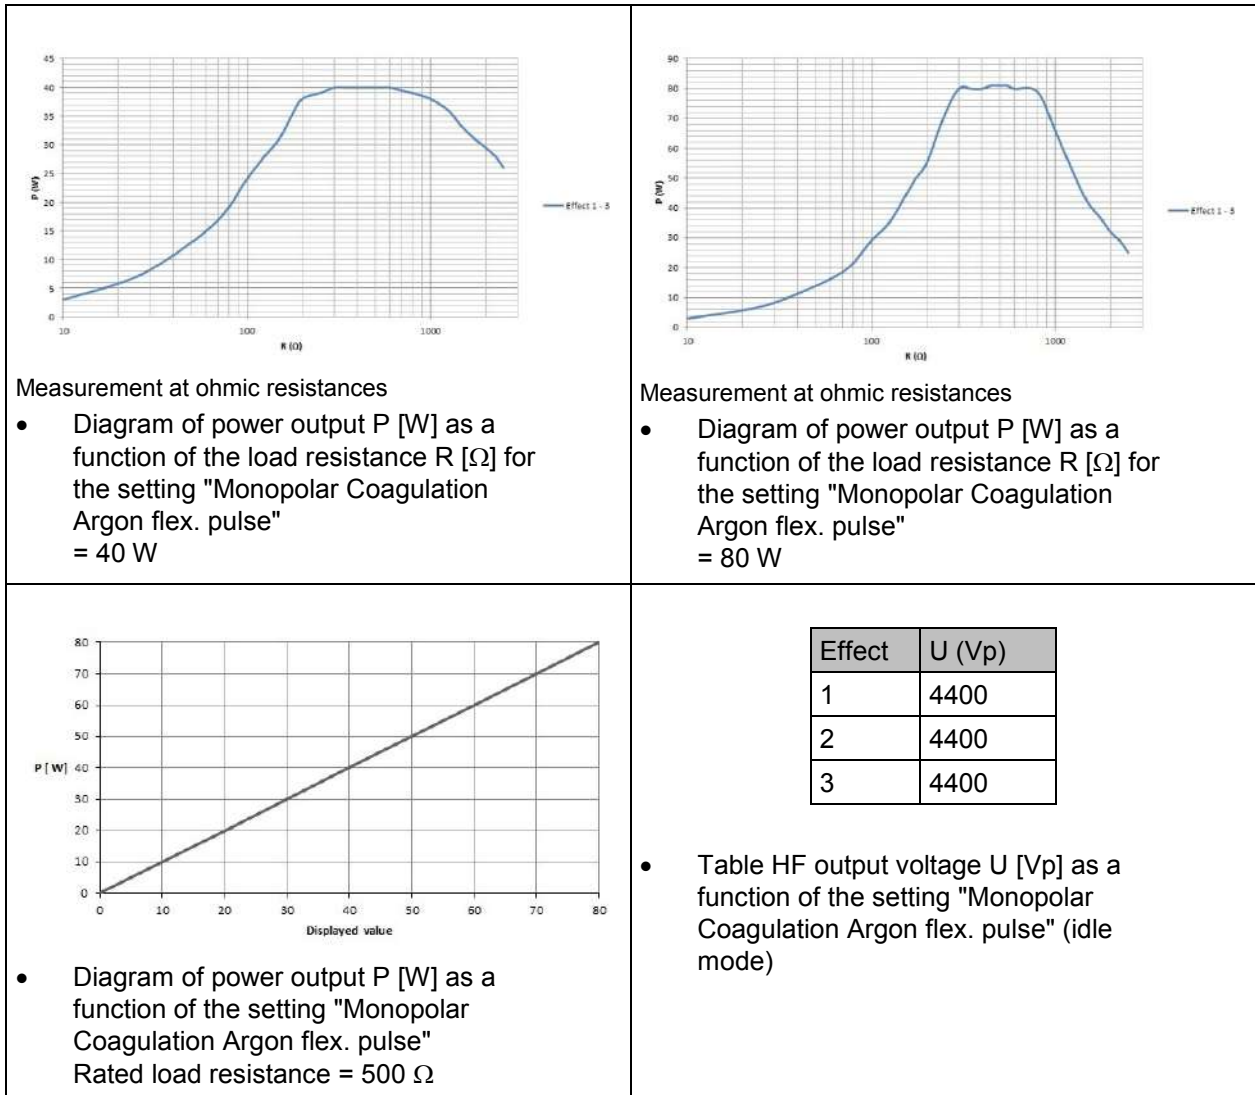 45
40
35
30
25
20
15
10
5
0
P (W)
10
100
1000
R (Ω)
Effect 1 - 3
Measurement at ohmic resistances
• Diagram of power output P [W] as a
function of the load resistance R [Ω] for
the setting "Monopolar Coagulation
Argon flex. pulse"
= 40 W
90
80
70
60
50
40
30
20
10
0
P (W)
10
100
1000
R (Ω)
Effect 1 - 3
Measurement at ohmic resistances
• Diagram of power output P [W] as a
function of the load resistance R [Ω] for
the setting "Monopolar Coagulation
Argon flex. pulse"
= 80 W
80
70
60
50
P [ W] 40
30
20
10
0
0 10 20 30 40 50 60 70 80
Displayed value
• Diagram of power output P [W] as a
function of the setting "Monopolar
Coagulation Argon flex. pulse"
Rated load resistance = 500 Ω
Effect U (Vp)
1 4400
2 4400
3 4400
• Table HF output voltage U [Vp] as a
function of the setting "Monopolar
Coagulation Argon flex. pulse" (idle
mode)